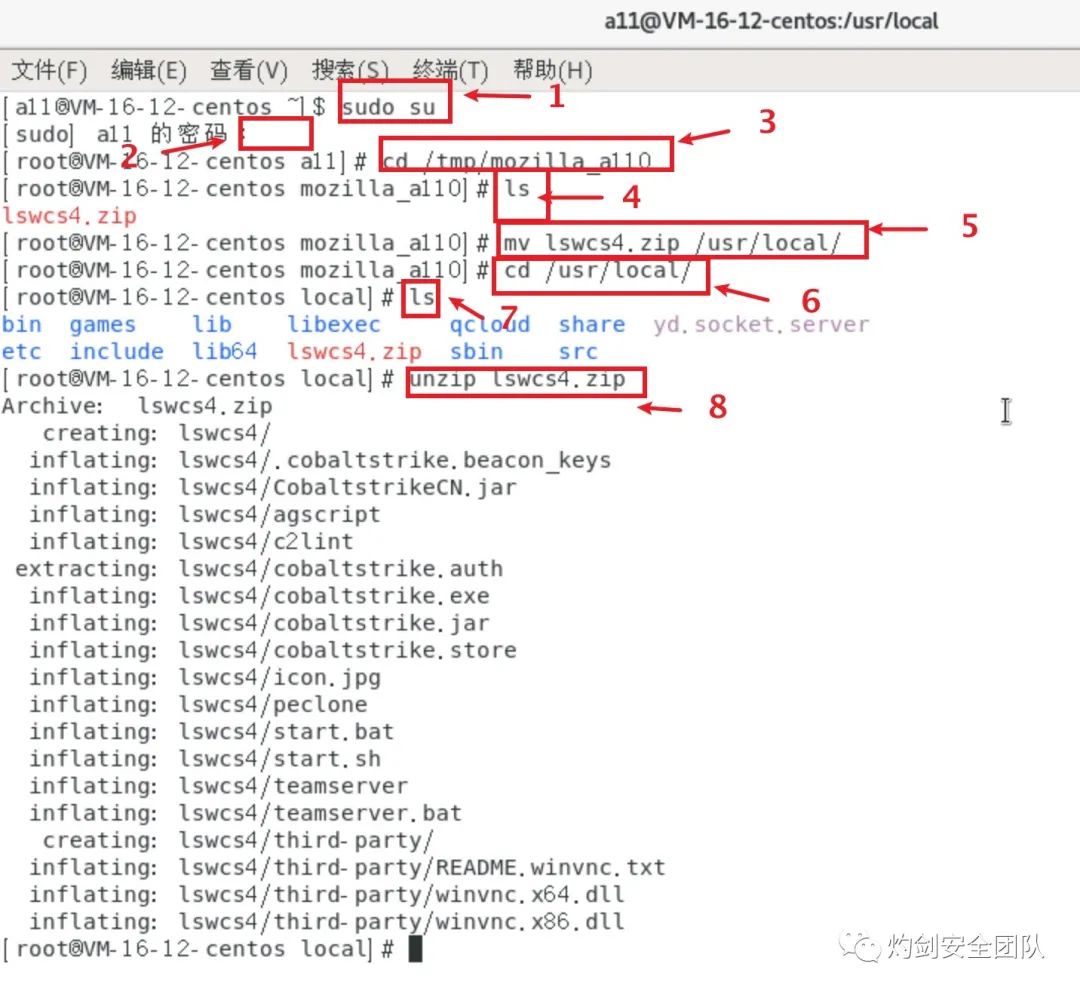 a11@VM-16-12-centos:/usr/local
文件(F) 编辑(E) 查看(V) 搜索(S) 终端(T) 帮助(H)
[a11@VM-16-12-centos ~]$ sudo su 1
[sudo] a11 的密码：
2
3
[root@VM-16-12-centos a11]# cd /tmp/mozilla_a110
[root@VM-16-12-centos mozilla_a110]# ls 4
lswcs4.zip
[root@VM-16-12-centos mozilla_a110]# mv lswcs4.zip /usr/local/ 5
[root@VM-16-12-centos mozilla_a110]# cd /usr/local/ 6
[root@VM-16-12-centos local]# ls 7
bin games lib libexec qcloud share yd.socket.server
etc include lib64 lswcs4.zip sbin src
[root@VM-16-12-centos local]# unzip lswcs4.zip 8
Archive: lswcs4.zip
creating: lswcs4/
inflating: lswcs4/.cobaltstrike.beacon_keys
inflating: lswcs4/CobaltstrikeCN.jar
inflating: lswcs4/agscript
inflating: lswcs4/c2lint
extracting: lswcs4/cobaltstrike.auth
inflating: lswcs4/cobaltstrike.exe
inflating: lswcs4/cobaltstrike.jar
inflating: lswcs4/cobaltstrike.store
inflating: lswcs4/icon.jpg
inflating: lswcs4/peclone
inflating: lswcs4/start.bat
inflating: lswcs4/start.sh
inflating: lswcs4/teamserver
inflating: lswcs4/teamserver.bat
creating: lswcs4/third-party/
inflating: lswcs4/third-party/README.winvnc.txt
inflating: lswcs4/third-party/winvnc.x64.dll
inflating: lswcs4/third-party/winvnc.x86.dll
[root@VM-16-12-centos local]#
灼剑安全团队